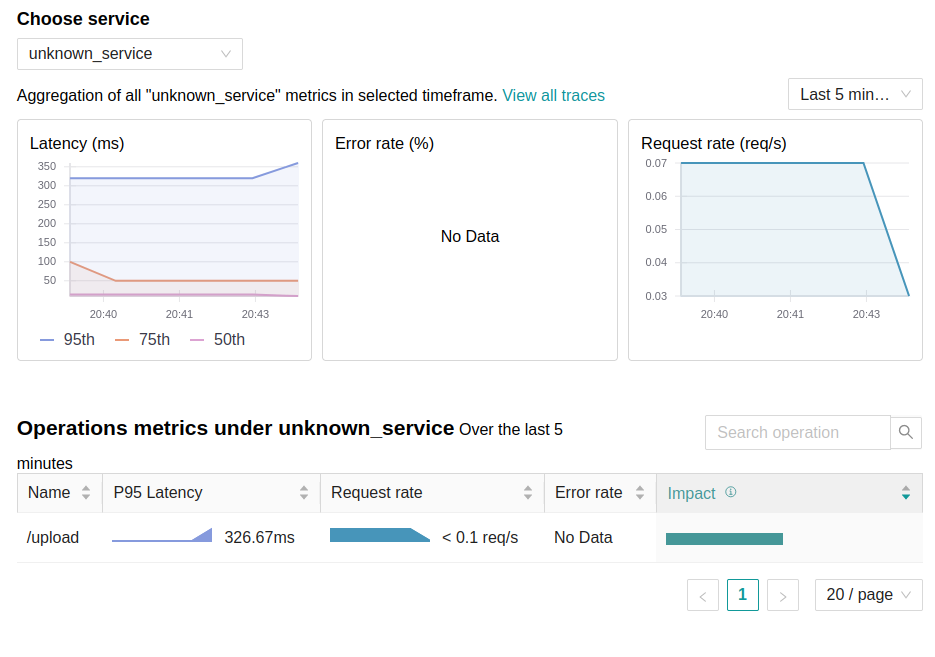 Choose service
unknown_service
Aggregation of all "unknown_service" metrics in selected timeframe. View all traces
Last 5 min…
Latency (ms)
350
300
250
200
150
100
50
20:40 20:41 20:43
95th 75th 50th
Error rate (%)
No Data
Request rate (req/s)
0.07
0.06
0.05
0.04
0.03
20:40 20:41 20:43
Operations metrics under unknown_service Over the last 5
minutes
Search operation
Name P95 Latency Request rate Error rate Impact
/upload 326.67ms < 0.1 req/s No Data
< 1 >
20 / page